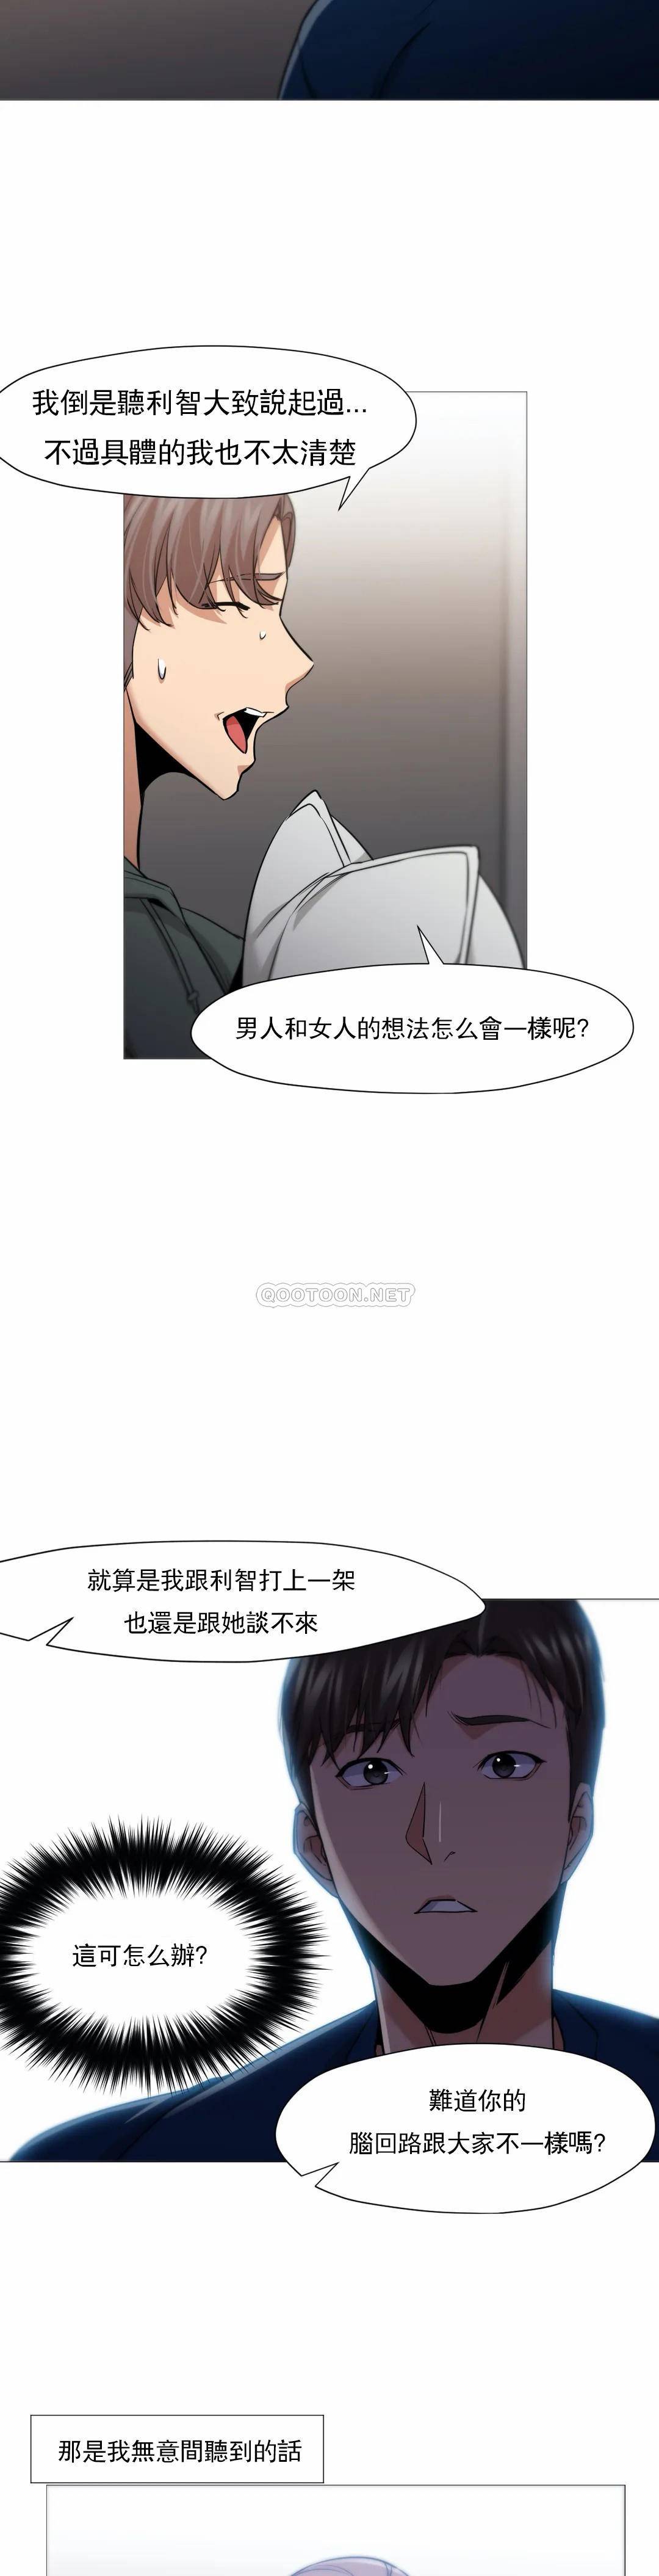 我倒是聽利智大致說起過...
不過具體的我也不太清楚
男人和女人的想法怎么會一樣呢?
QOOTOON.NET
就算是我跟利智打上一架
也還是跟她談不來
這可怎么辦?
難道你的
腦回路跟大家不一樣嗎?
那是我無意間聽到的話